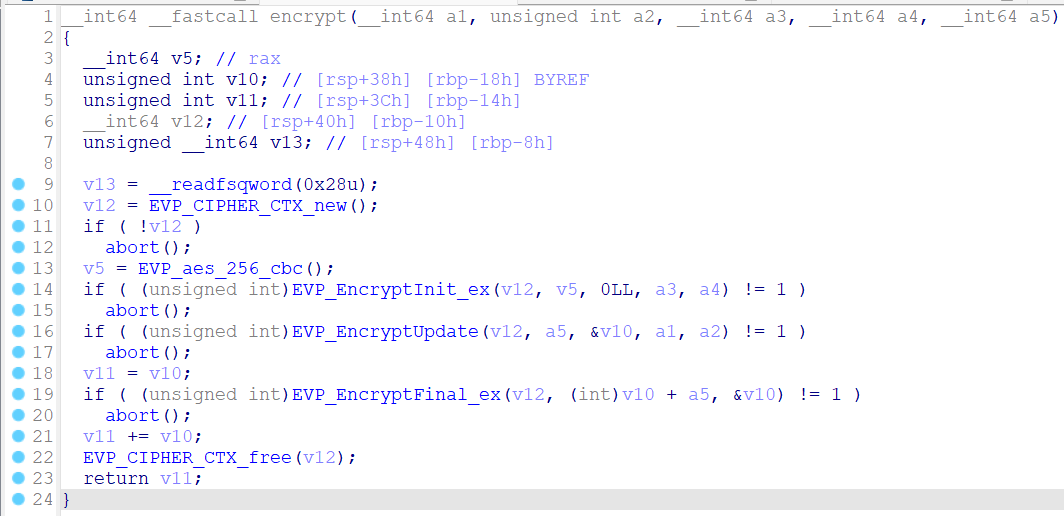 1 __int64 __fastcall encrypt(__int64 a1, unsigned int a2, __int64 a3, __int64 a4, __int64 a5)
2 {
3   __int64 v5; // rax
4   unsigned int v10; // [rsp+38h] [rbp-18h] BYREF
5   unsigned int v11; // [rsp+3Ch] [rbp-14h]
6   __int64 v12; // [rsp+40h] [rbp-10h]
7   unsigned __int64 v13; // [rsp+48h] [rbp-8h]
8
9   v13 = __readfsqword(0x28u);
10   v12 = EVP_CIPHER_CTX_new();
11   if ( !v12 )
12     abort();
13   v5 = EVP_aes_256_cbc();
14   if ( (unsigned int)EVP_EncryptInit_ex(v12, v5, 0LL, a3, a4) != 1 )
15     abort();
16   if ( (unsigned int)EVP_EncryptUpdate(v12, a5, &v10, a1, a2) != 1 )
17     abort();
18   v11 = v10;
19   if ( (unsigned int)EVP_EncryptFinal_ex(v12, (int)v10 + a5, &v10) != 1 )
20     abort();
21   v11 += v10;
22   EVP_CIPHER_CTX_free(v12);
23   return v11;
24 }